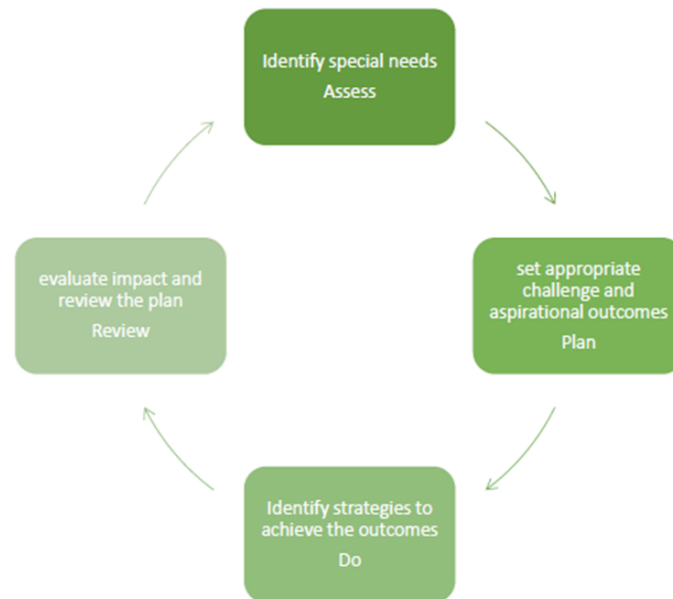 Identify special needs
Assess
set appropriate
challenge and
aspirational outcomes
Plan
Identify strategies to
achieve the outcomes
Do
evaluate impact and
review the plan
Review